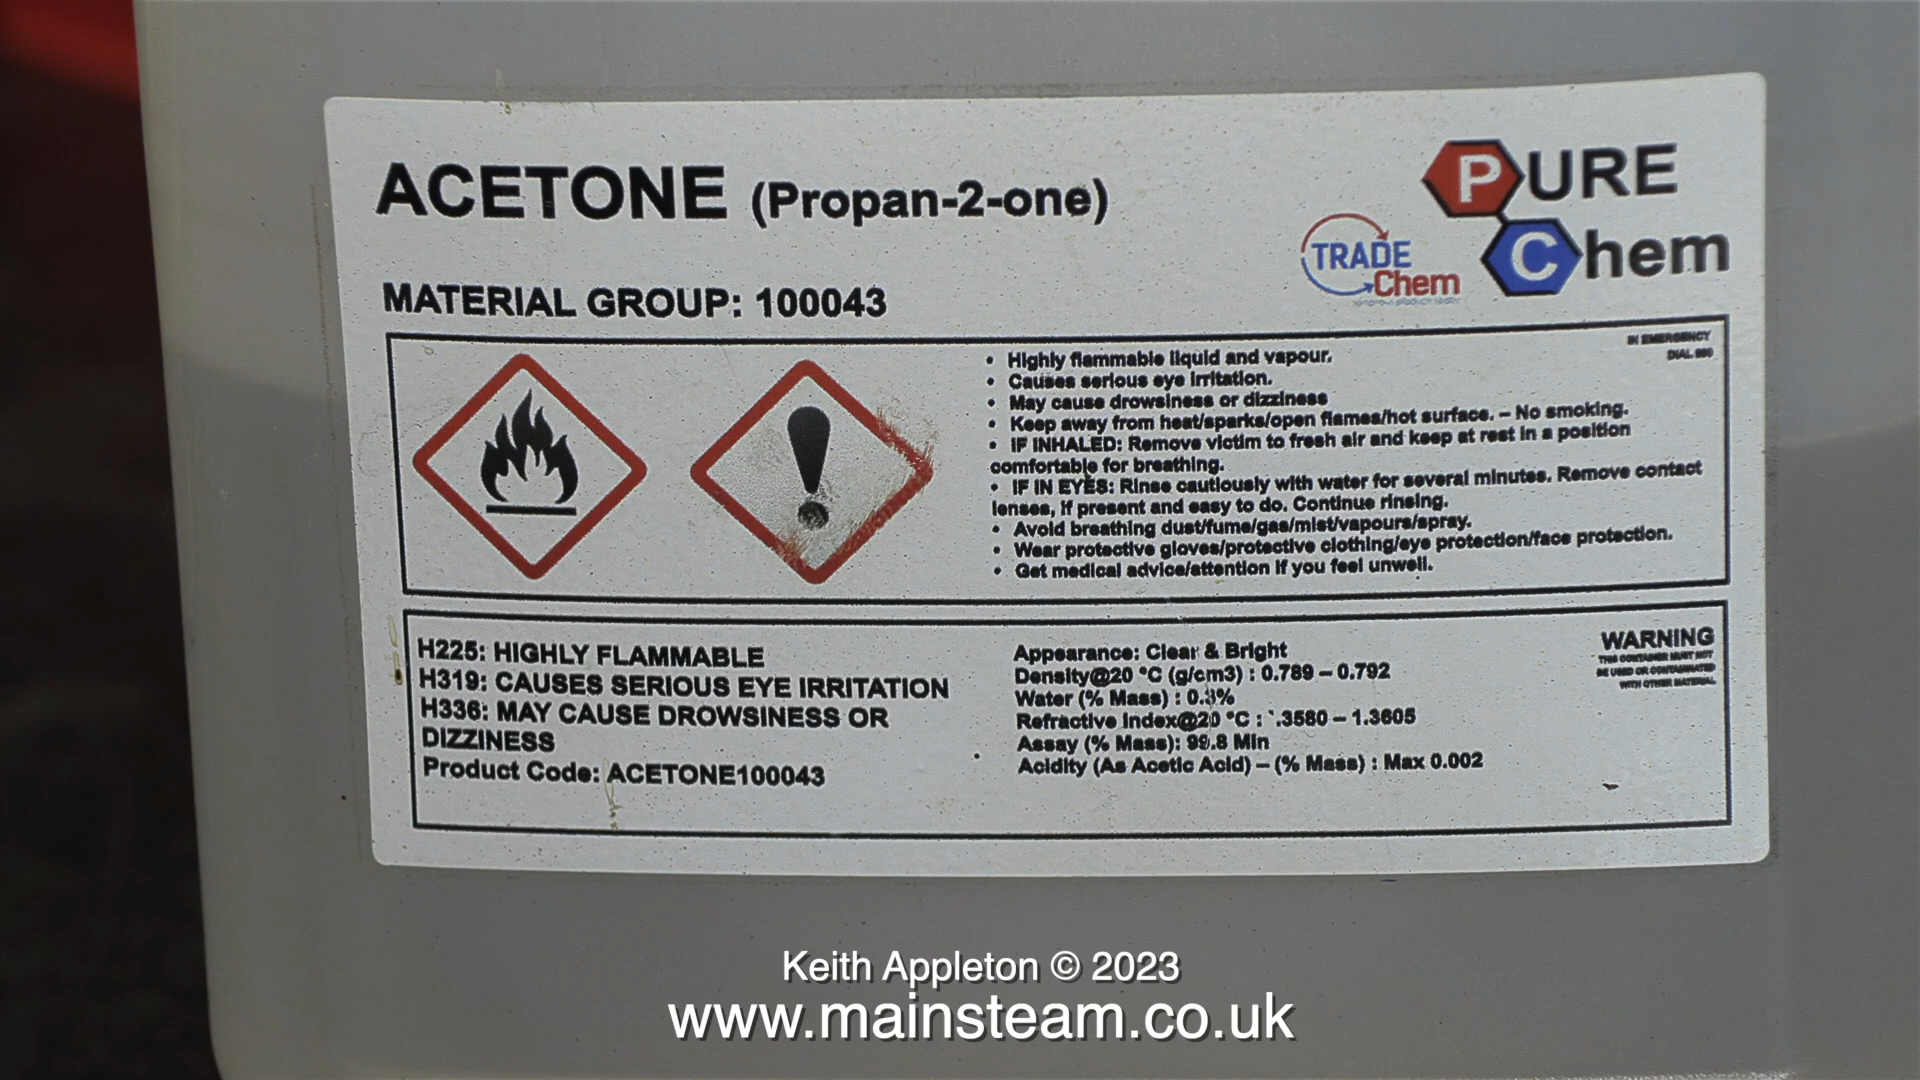 ACETONE (Propan-2-one)
PURE
Chem
TRADE
Chem
MATERIAL GROUP: 100043
IN EMERGENCY
DIAL
• Highly flammable liquid and vapour.
• Causes serious eye irritation.
• May cause drowsiness or dizziness
• Keep away from heat/sparks/open flames/hot surface. – No smoking.
• IF INHALED: Remove victim to fresh air and keep at rest in a position
comfortable for breathing.
• IF IN EYES: Rinse cautiously with water for several minutes. Remove contact
lenses, if present and easy to do. Continue rinsing.
• Avoid breathing dust/fume/gas/mist/vapours/spray.
• Wear protective gloves/protective clothing/eye protection/face protection.
• Get medical advice/attention if you feel unwell.
H225: HIGHLY FLAMMABLE
H319: CAUSES SERIOUS EYE IRRITATION
H336: MAY CAUSE DROWSINESS OR
DIZZINESS
Product Code: ACETONE100043
Appearance: Clear & Bright
Density@20 °C (g/cm3) : 0.789 – 0.792
Water (% Mass) : 0.3%
Refractive Index@20 °C : .3580 – 1.3605
Assay (% Mass): 99.8 Min
Acidity (As Acetic Acid) – (% Mass) : Max 0.002
WARNING
THIS CONTAINER MUST NOT
BE USED OR CONTAMINATED
WITH OTHER MATERIAL
Keith Appleton © 2023
www.mainsteam.co.uk